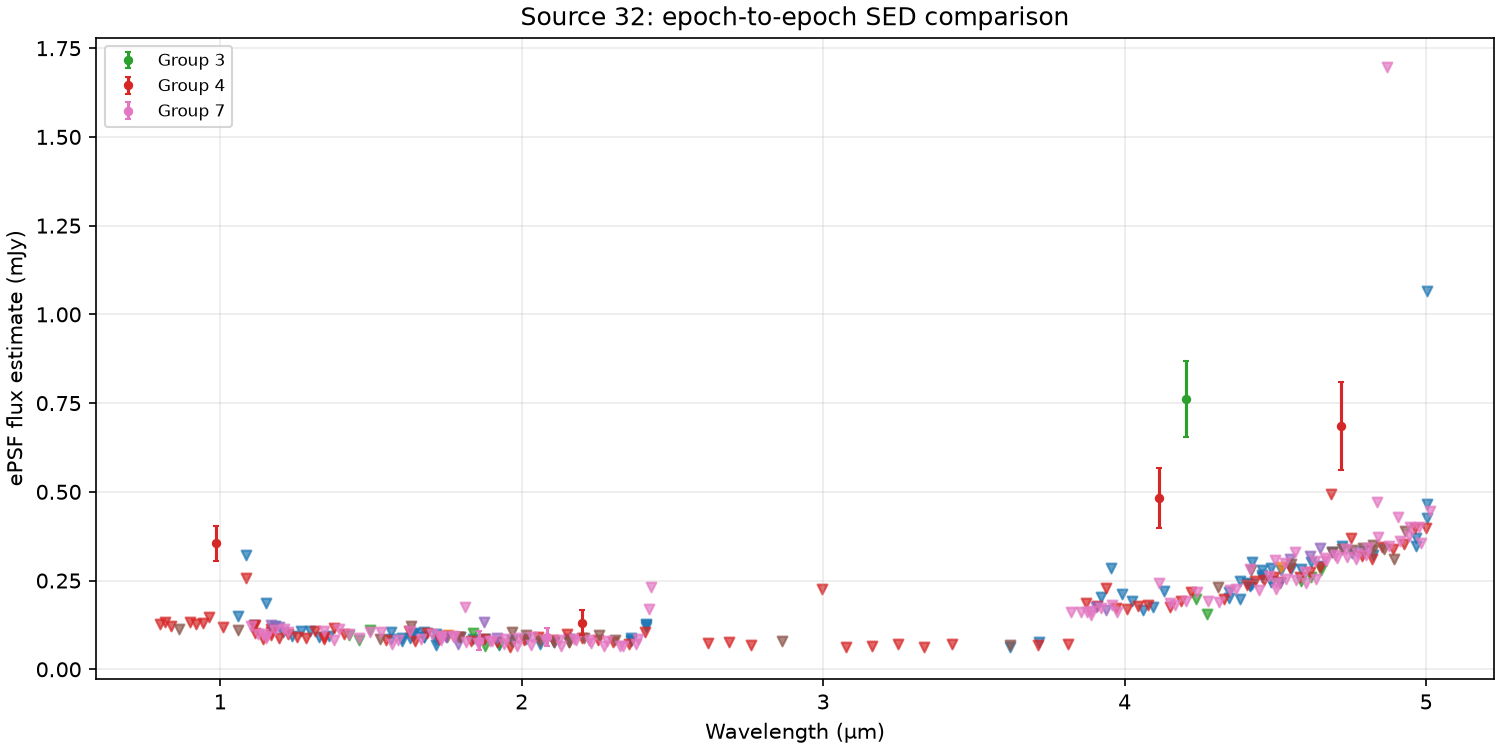 Source 32: epoch-to-epoch SED comparison
Group 3
Group 4
Group 7
1.75
1.50
1.25
1.00
0.75
0.50
0.25
0.00
ePSF flux estimate (mJy)
1 2 3 4 5
Wavelength (μm)